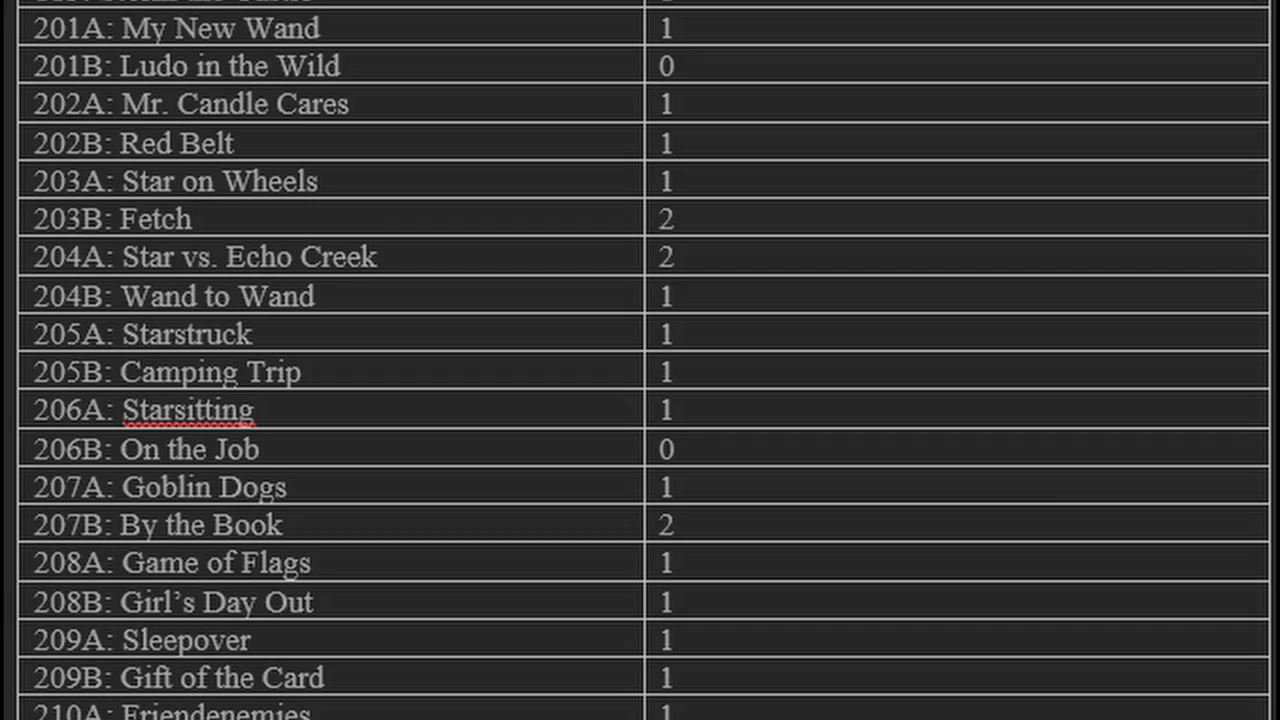 201A: My New Wand 1
201B: Ludo in the Wild 0
202A: Mr. Candle Cares 1
202B: Red Belt 1
203A: Star on Wheels 1
203B: Fetch 2
204A: Star vs. Echo Creek 2
204B: Wand to Wand 1
205A: Starstruck 1
205B: Camping Trip 1
206A: Starsitting 1
206B: On the Job 0
207A: Goblin Dogs 1
207B: By the Book 2
208A: Game of Flags 1
208B: Girl’s Day Out 1
209A: Sleepover 1
209B: Gift of the Card 1
210A: Friendenemies 1